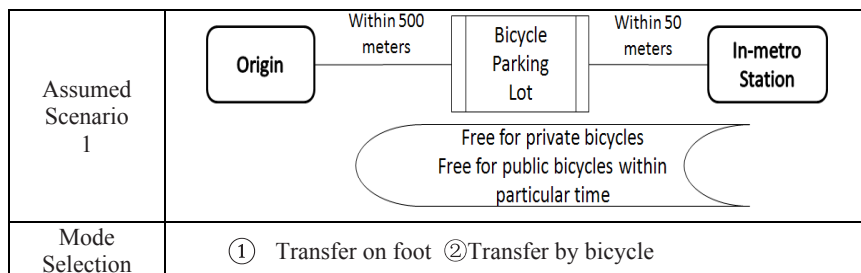 Assumed
Scenario
1
Origin
Within 500
meters
Bicycle
Parking
Lot
Within 50
meters
In-metro
Station
Free for private bicycles
Free for public bicycles within
particular time
Mode
Selection
① Transfer on foot ②Transfer by bicycle